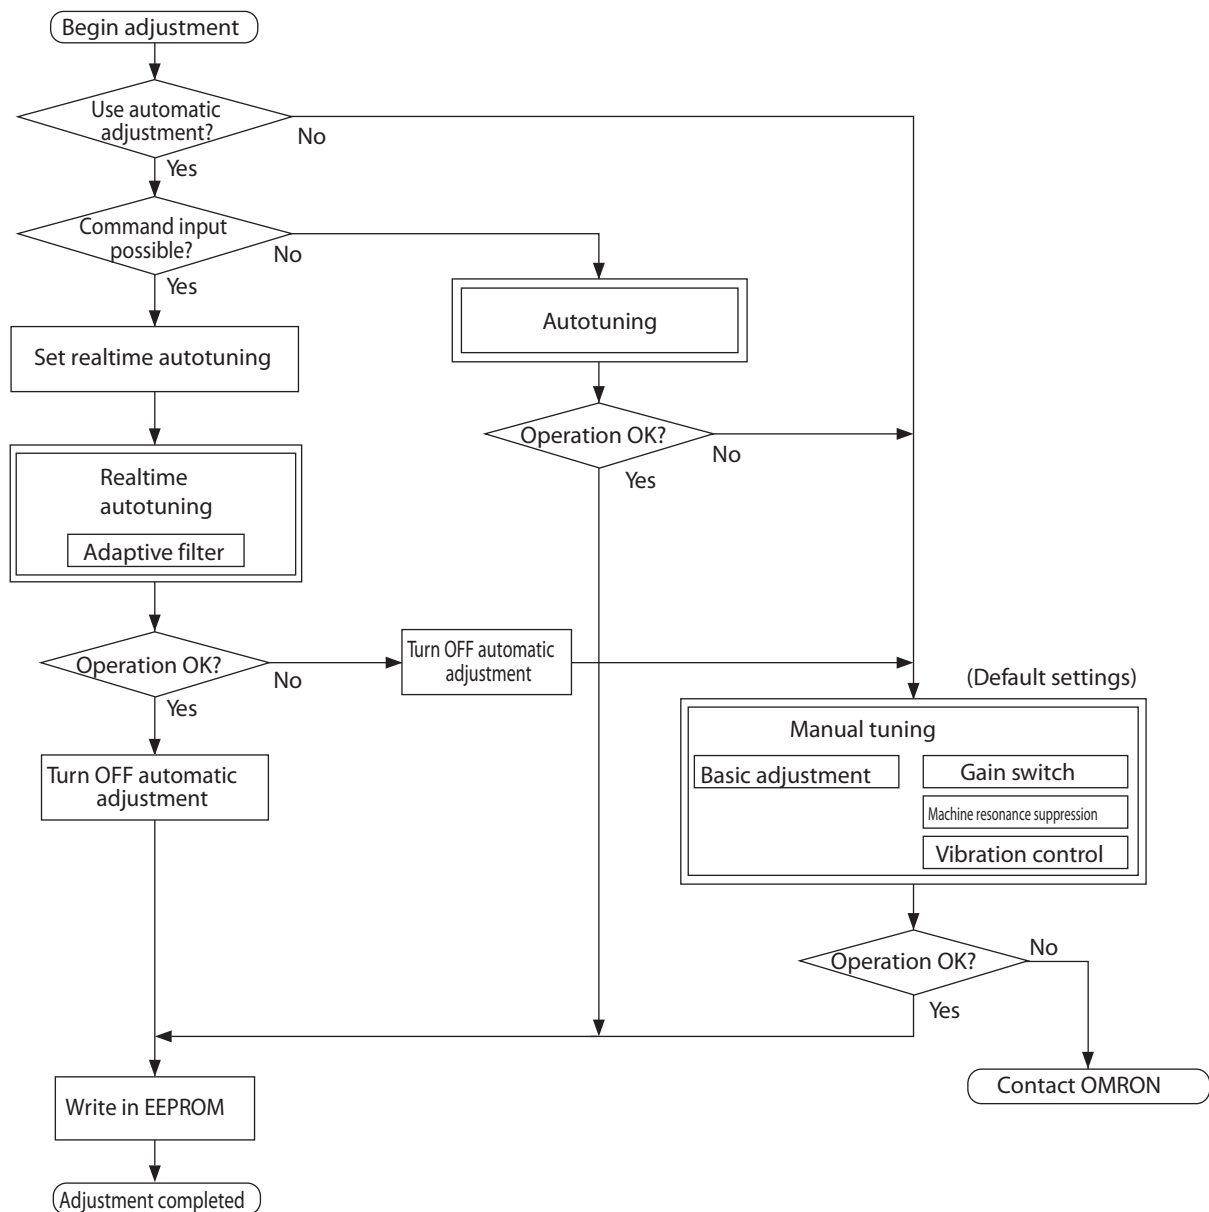 Begin adjustment
Use automatic
adjustment?
No
Yes
Command input
possible?
No
Yes
Autotuning
Set realtime autotuning
Operation OK?
No
Yes
Realtime
autotuning
Adaptive filter
Operation OK?
No
Yes
Turn OFF automatic
adjustment
(Default settings)
Manual tuning
Basic adjustment
Gain switch
Machine resonance suppression
Vibration control
Turn OFF automatic
adjustment
Operation OK?
No
Yes
Contact OMRON
Write in EEPROM
Adjustment completed